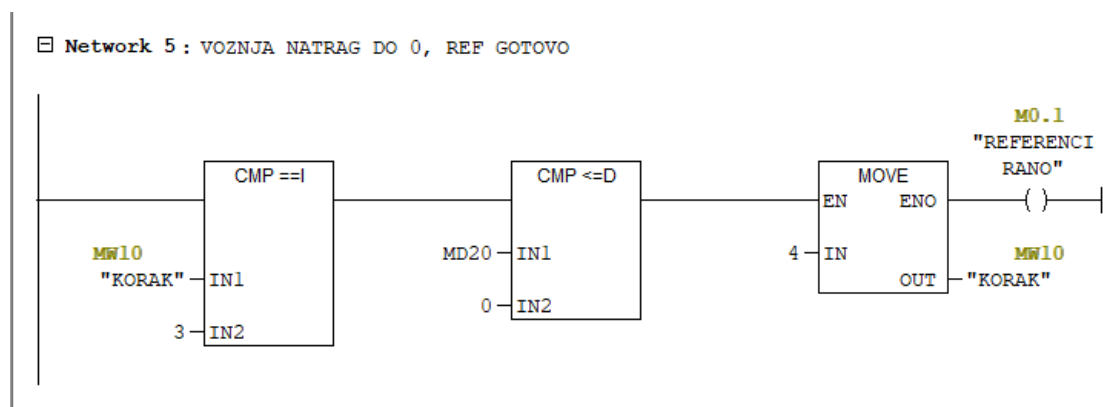 Network 5 : VOZNJA NATRAG DO 0, REF GOTOVO
M0.1
"REFERENCI
RANO"
CMP ==I
CMP <=D
MOVE
EN ENO
( )
MW10
"KORAK" IN1
3 IN2
MD20 IN1
0 IN2
4 IN
OUT
MW10
"KORAK"